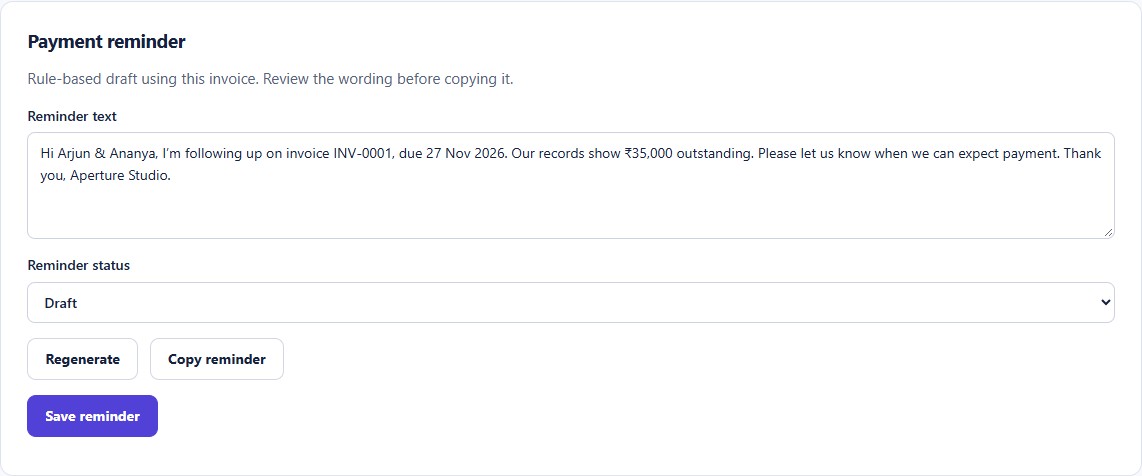 Payment reminder
Rule-based draft using this invoice. Review the wording before copying it.
Reminder text
Hi Arjun & Ananya, I'm following up on invoice INV-0001, due 27 Nov 2026. Our records show ₹35,000 outstanding. Please let us know when we can expect payment. Thank
you, Aperture Studio.
Reminder status
Draft
Regenerate
Copy reminder
Save reminder